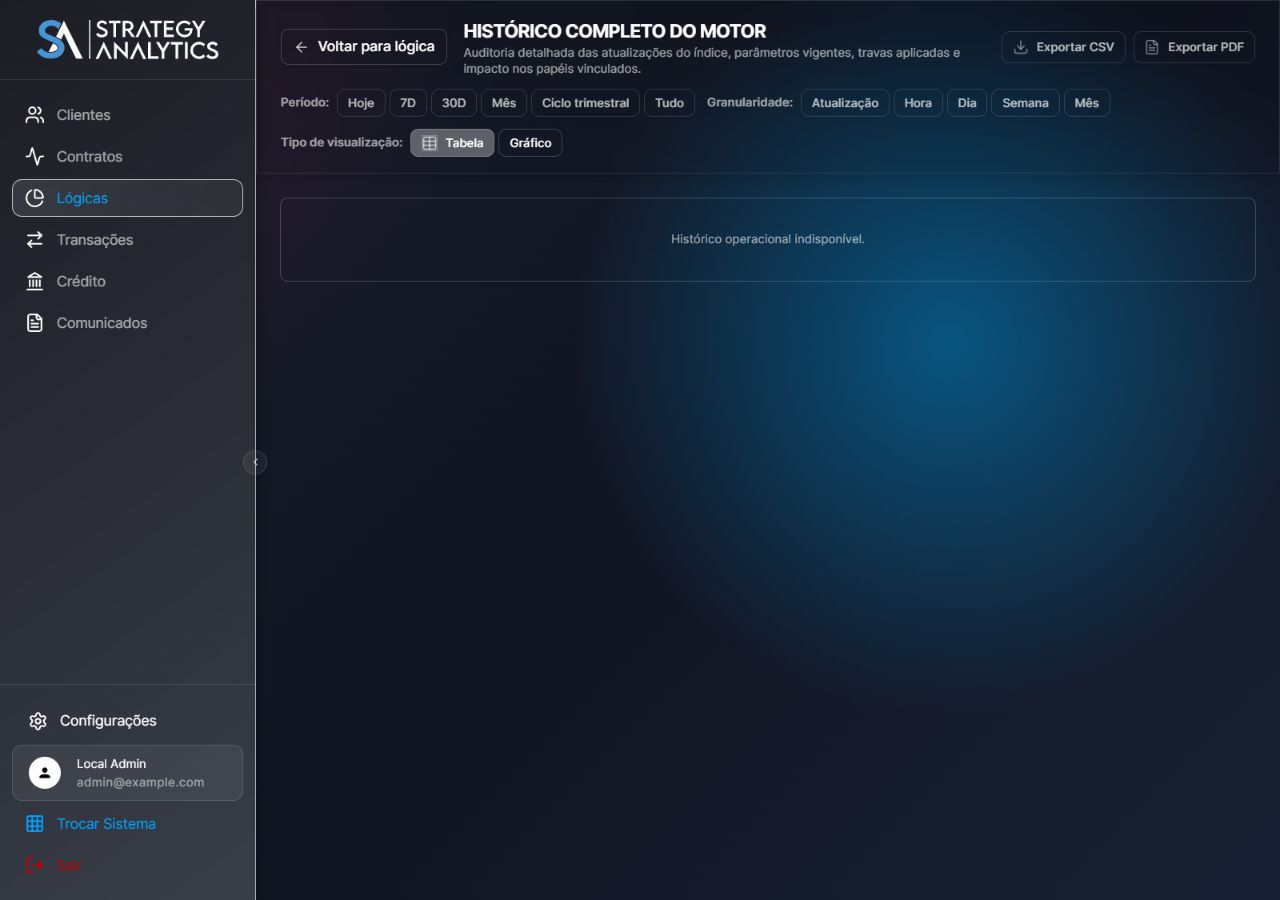 STRATEGY
ANALYTICS
Clientes
Contratos
Lógicas
Transações
Crédito
Comunicados
Configurações
Local Admin
admin@example.com
Trocar Sistema
Sair
Voltar para lógica
HISTÓRICO COMPLETO DO MOTOR
Auditoria detalhada das atualizações do índice, parâmetros vigentes, travas aplicadas e
impacto nos papéis vinculados.
Exportar CSV
Exportar PDF
Período: Hoje 7D 30D Mês Ciclo trimestral Tudo Granularidade: Atualização Hora Dia Semana Mês
Tipo de visualização: Tabela Gráfico
Histórico operacional indisponível.